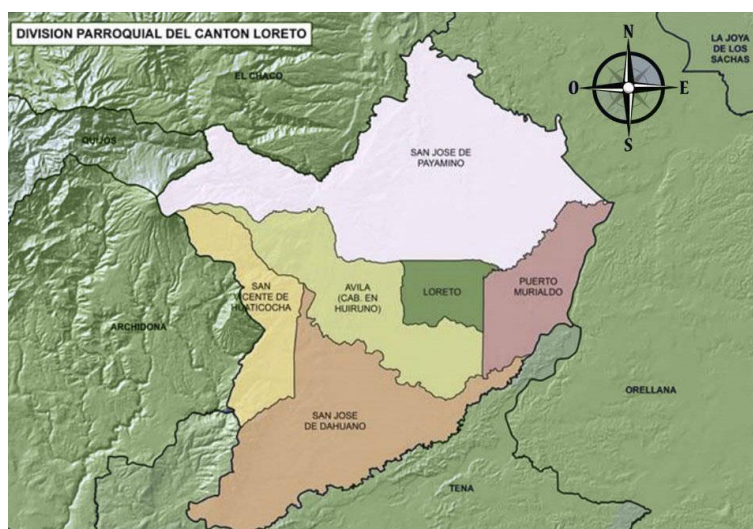 DIVISION PARROQUIAL DEL CANTON LORETO
LA JOYA
DE LOS
SACHAS
N
O
E
S
EL CHACO
QUIJOS
SAN JOSE DE
PAYAMINO
SAN
VICENTE DE
HUATICOCHA
AVILA
(CAB. EN
HUIRUNO)
LORETO
PUERTO
MURIALDO
ARCHIDONA
ORELLANA
SAN JOSE
DE DAHUANO
TENA